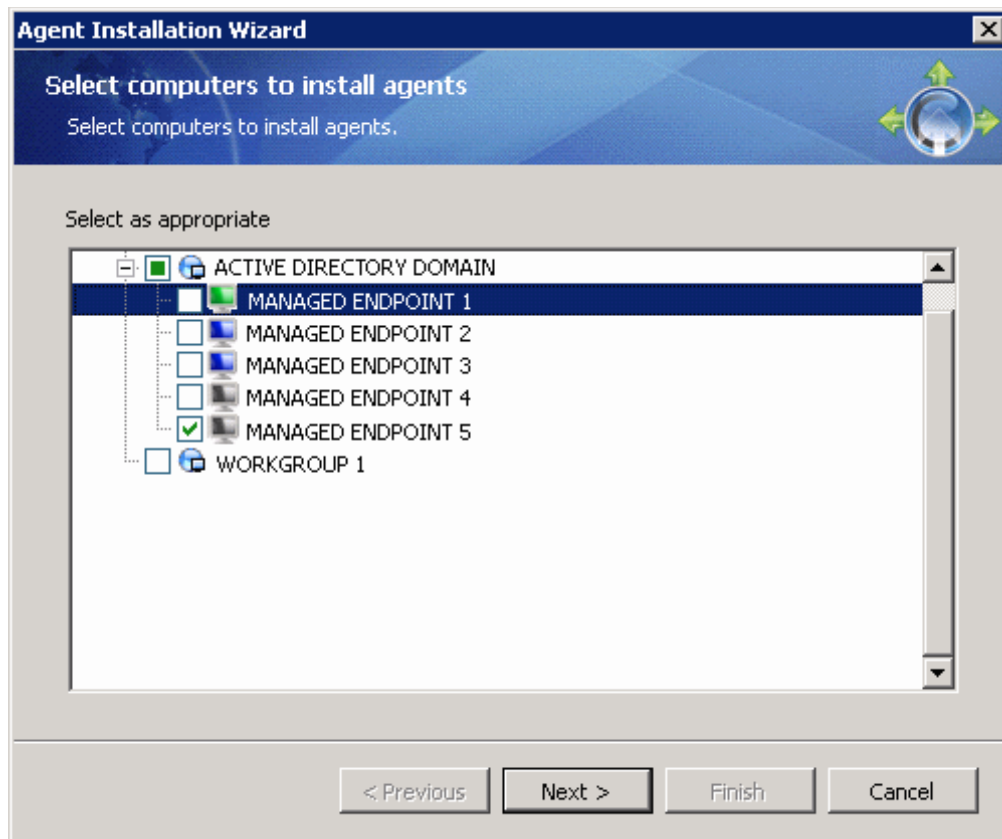 Agent Installation Wizard
Select computers to install agents
Select computers to install agents.
Select as appropriate
ACTIVE DIRECTORY DOMAIN
MANAGED ENDPOINT 1
MANAGED ENDPOINT 2
MANAGED ENDPOINT 3
MANAGED ENDPOINT 4
MANAGED ENDPOINT 5
WORKGROUP 1
< Previous Next > Finish Cancel